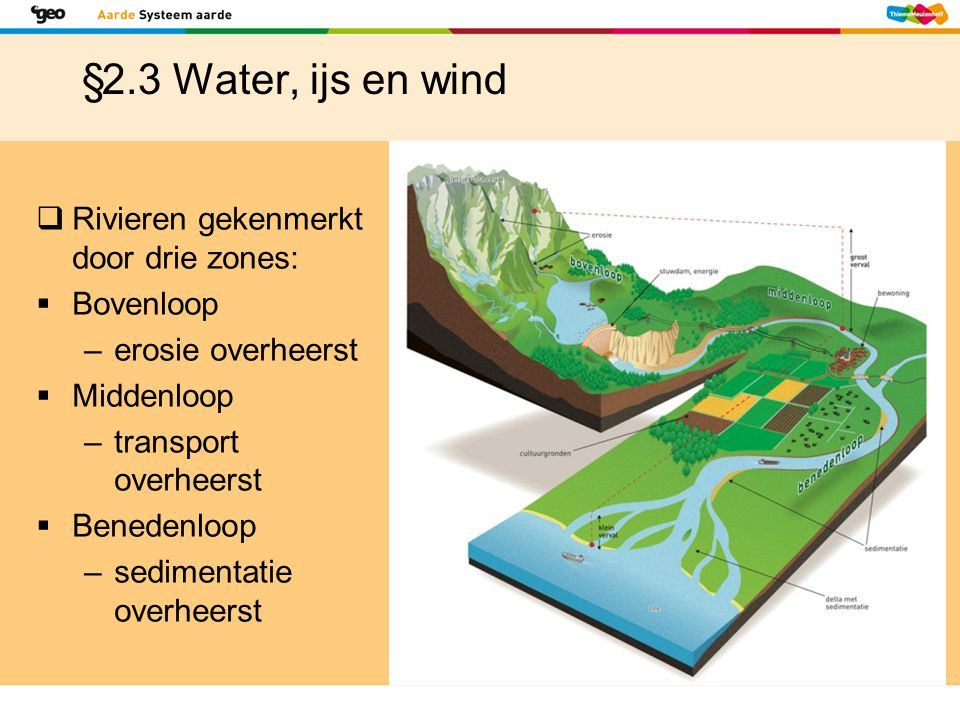 geo
Aarde Systeem aarde
ThiemeMeulenhoff
§2.3 Water, ijs en wind
Rivieren gekenmerkt
door drie zones:
Bovenloop
– erosie overheerst
Middenloop
– transport
overheerst
Benedenloop
– sedimentatie
overheerst
erosie
bovenloop
stuwdam, energie
middenloop
groot
verval
bewoning
cultuurgronden
benedenloop
klein
verval
sedimentatie
delta met
sedimentatie
zee